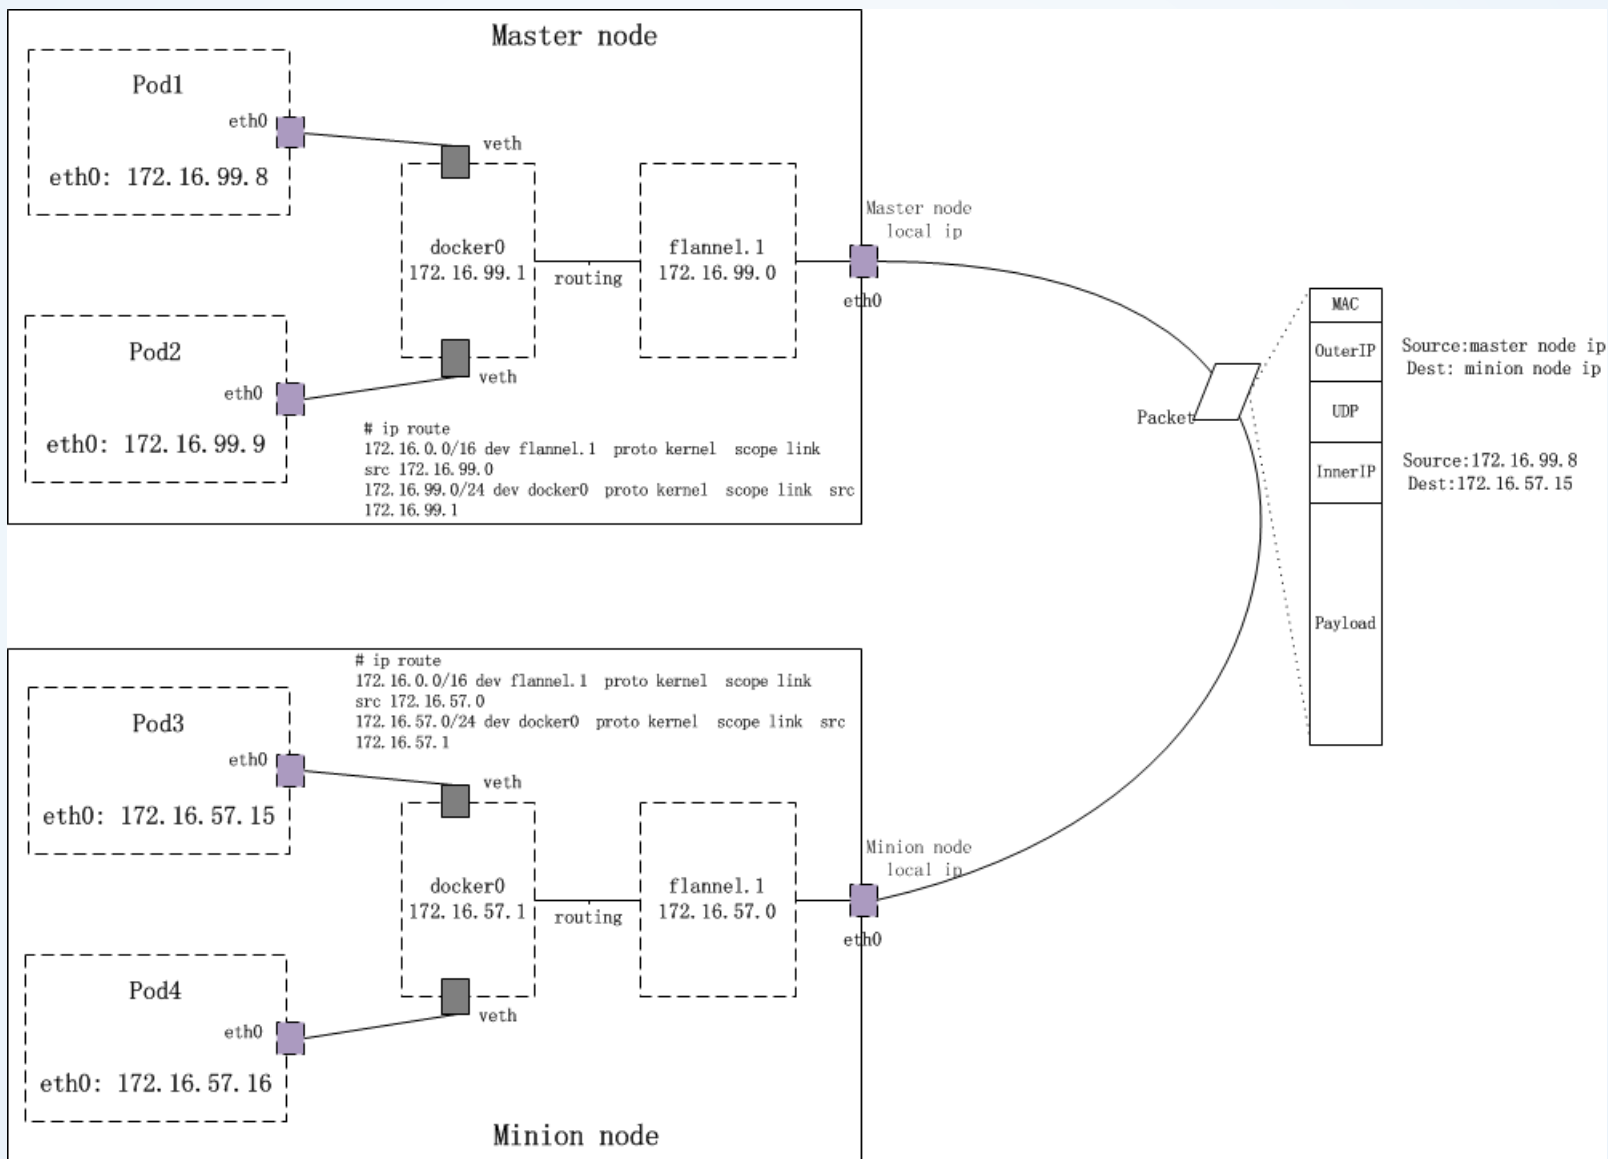 Master node
Pod1
eth0
eth0: 172.16.99.8
veth
docker0
172.16.99.1
routing
flannel.1
172.16.99.0
Master node
local ip
eth0
Pod2
eth0
eth0: 172.16.99.9
veth
# ip route
172.16.0.0/16 dev flannel.1 proto kernel scope link
src 172.16.99.0
172.16.99.0/24 dev docker0 proto kernel scope link src
172.16.99.1
Packet
MAC
OuterIP
Source:master node ip
Dest: minion node ip
UDP
InnerIP
Source:172.16.99.8
Dest:172.16.57.15
Payload
# ip route
172.16.0.0/16 dev flannel.1 proto kernel scope link
src 172.16.57.0
172.16.57.0/24 dev docker0 proto kernel scope link src
172.16.57.1
Pod3
eth0
eth0: 172.16.57.15
veth
docker0
172.16.57.1
routing
flannel.1
172.16.57.0
Minion node
local ip
eth0
Pod4
eth0
eth0: 172.16.57.16
veth
Minion node